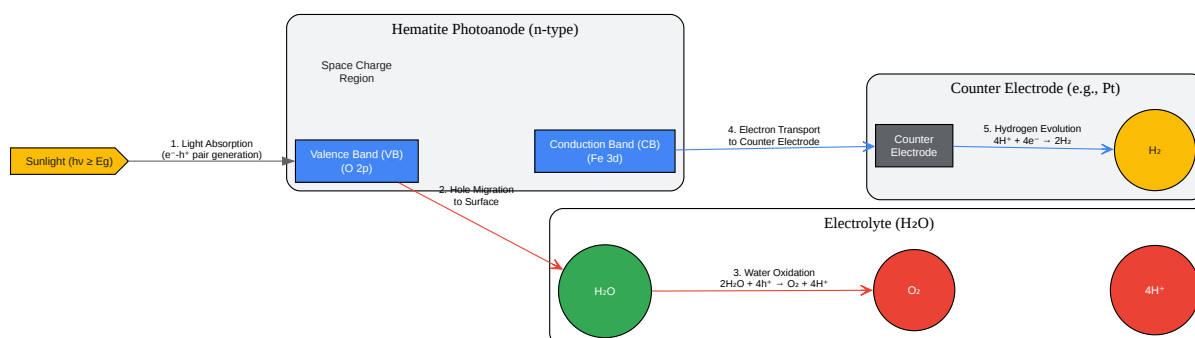 Hematite Photoanode (n-type)
Space Charge
Region
Counter Electrode (e.g., Pt)
Sunlight (hν ≥ Eg)
1. Light Absorption
(e⁻-h⁺ pair generation)
Valence Band (VB)
(O 2p)
Conduction Band (CB)
(Fe 3d)
4. Electron Transport
to Counter Electrode
Counter
Electrode
5. Hydrogen Evolution
4H⁺ + 4e⁻ → 2H₂
H₂
2. Hole Migration
to Surface
Electrolyte (H₂O)
H₂O
3. Water Oxidation
2H₂O + 4h⁺ → O₂ + 4H⁺
O₂
4H⁺